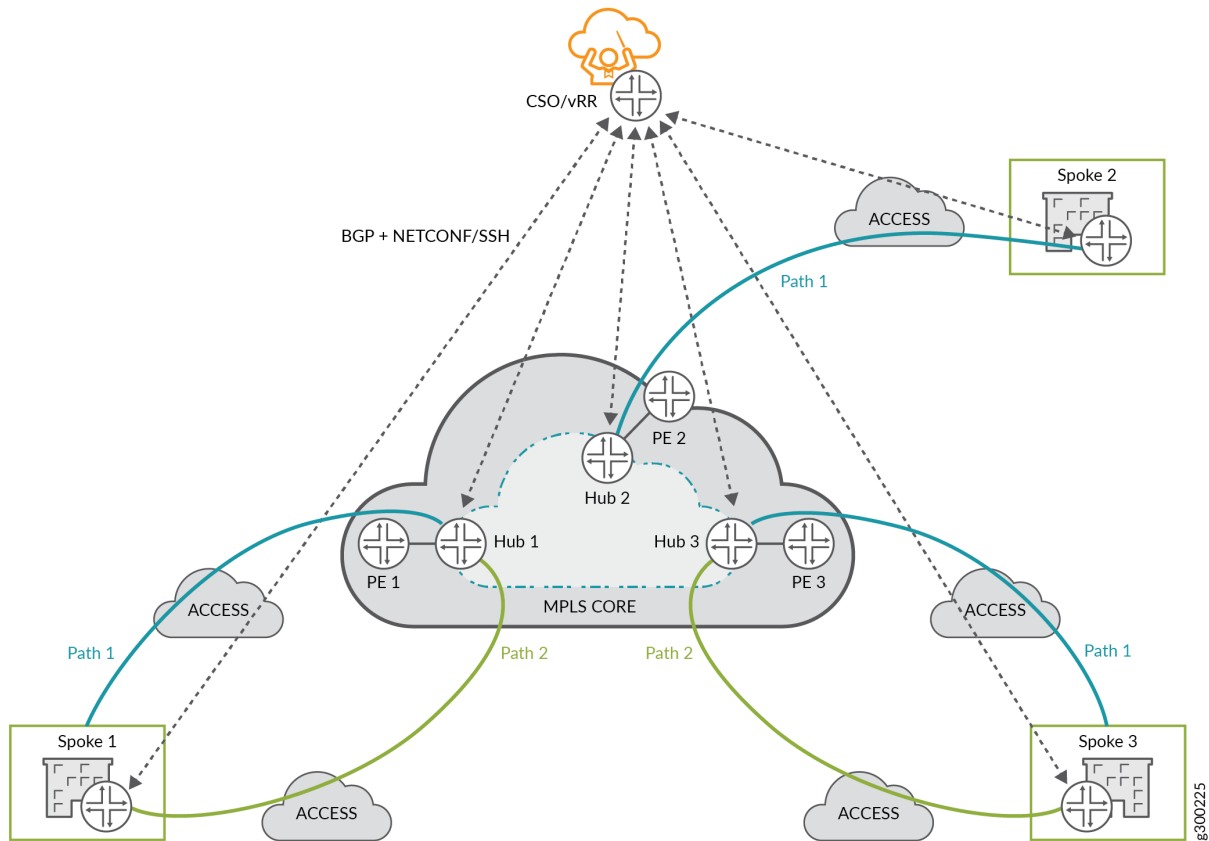 CSO/vRR
Spoke 2
ACCESS
BGP + NETCONF/SSH
Path 1
PE 2
Hub 2
Hub 1
Hub 3
PE 1
PE 3
MPLS CORE
ACCESS
ACCESS
Path 1
Path 2
Path 2
Path 1
Spoke 1
Spoke 3
ACCESS
ACCESS
g300225